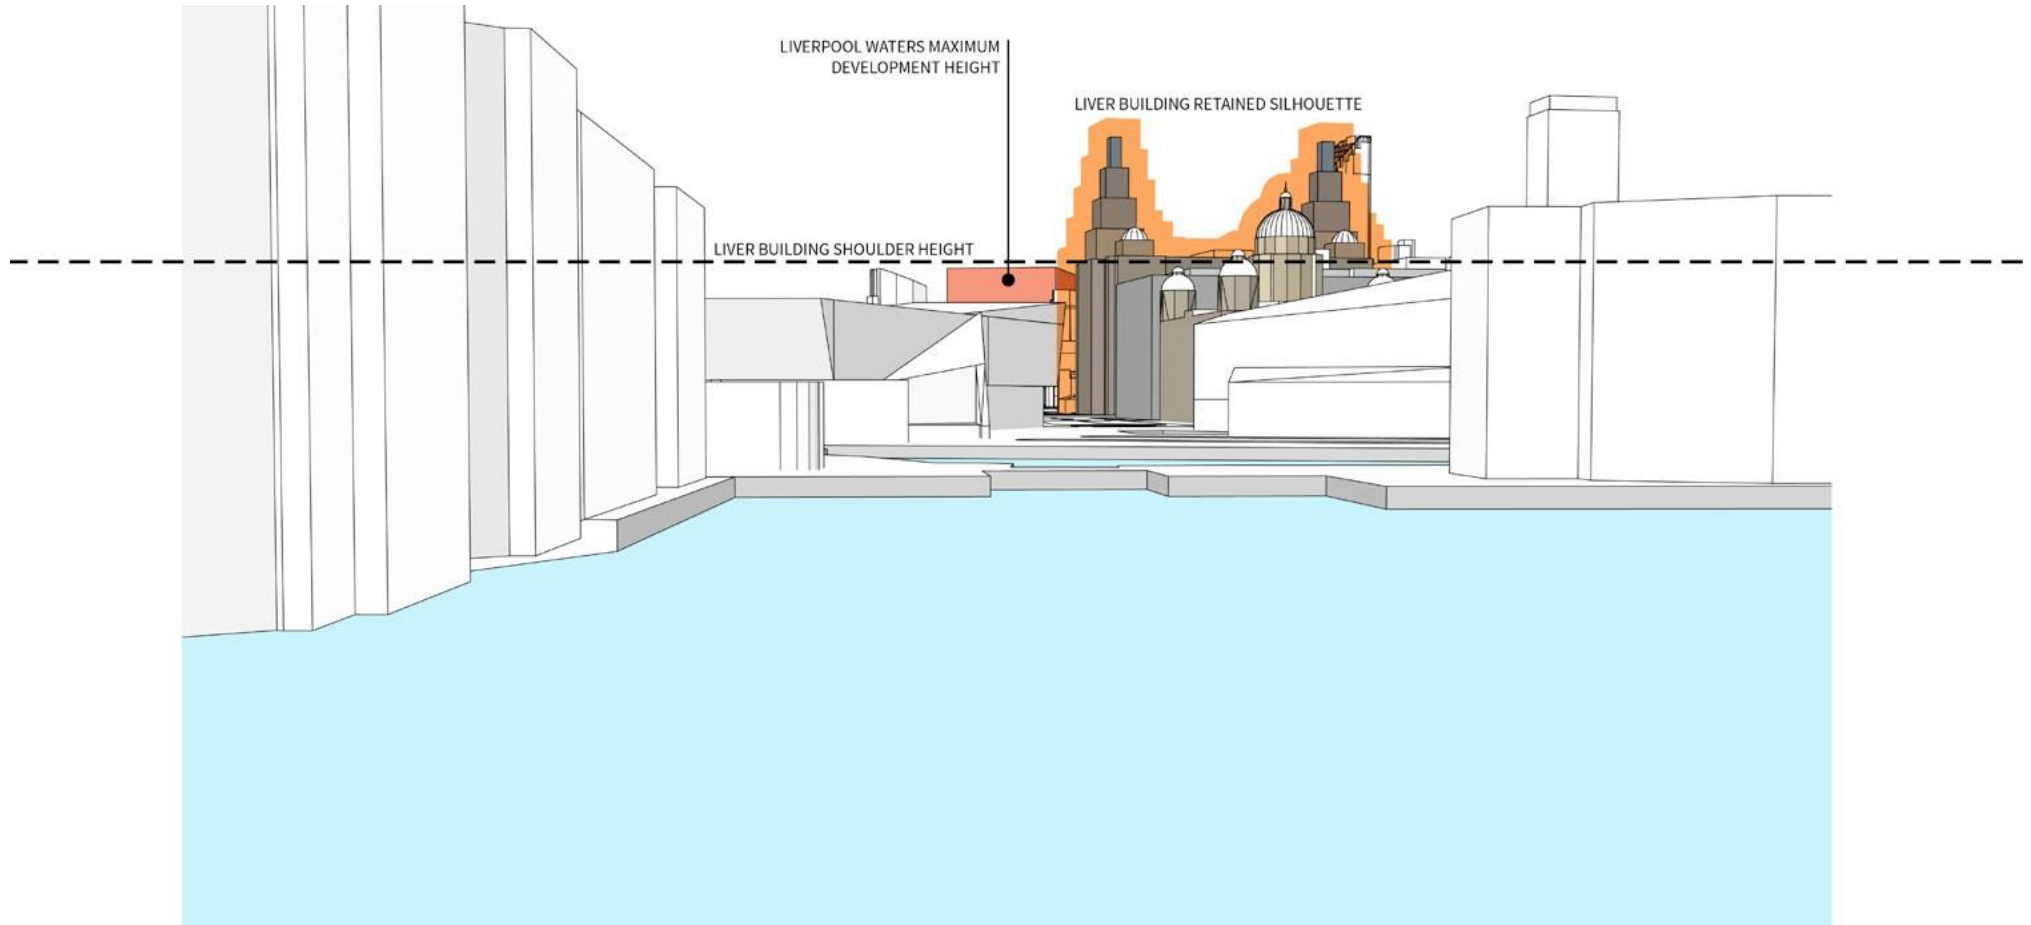 LIVERPOOL WATERS MAXIMUM
DEVELOPMENT HEIGHT
LIVER BUILDING RETAINED SILHOUETTE
LIVER BUILDING SHOULDER HEIGHT